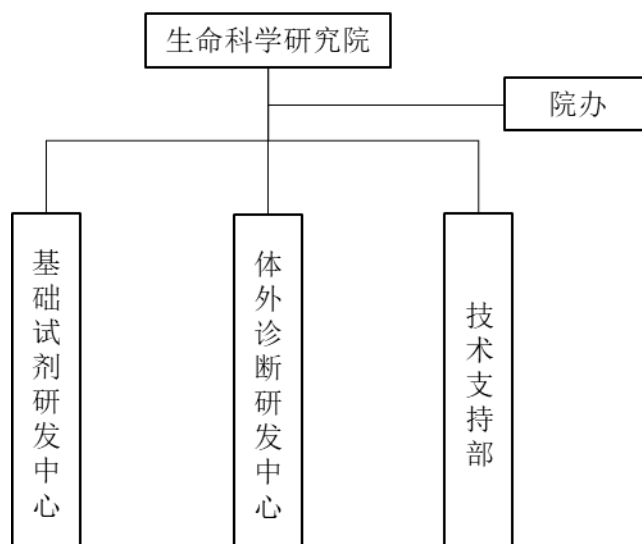 生命科学研究院
院办
基础试剂研发中心
体外诊断研发中心
技术支持部